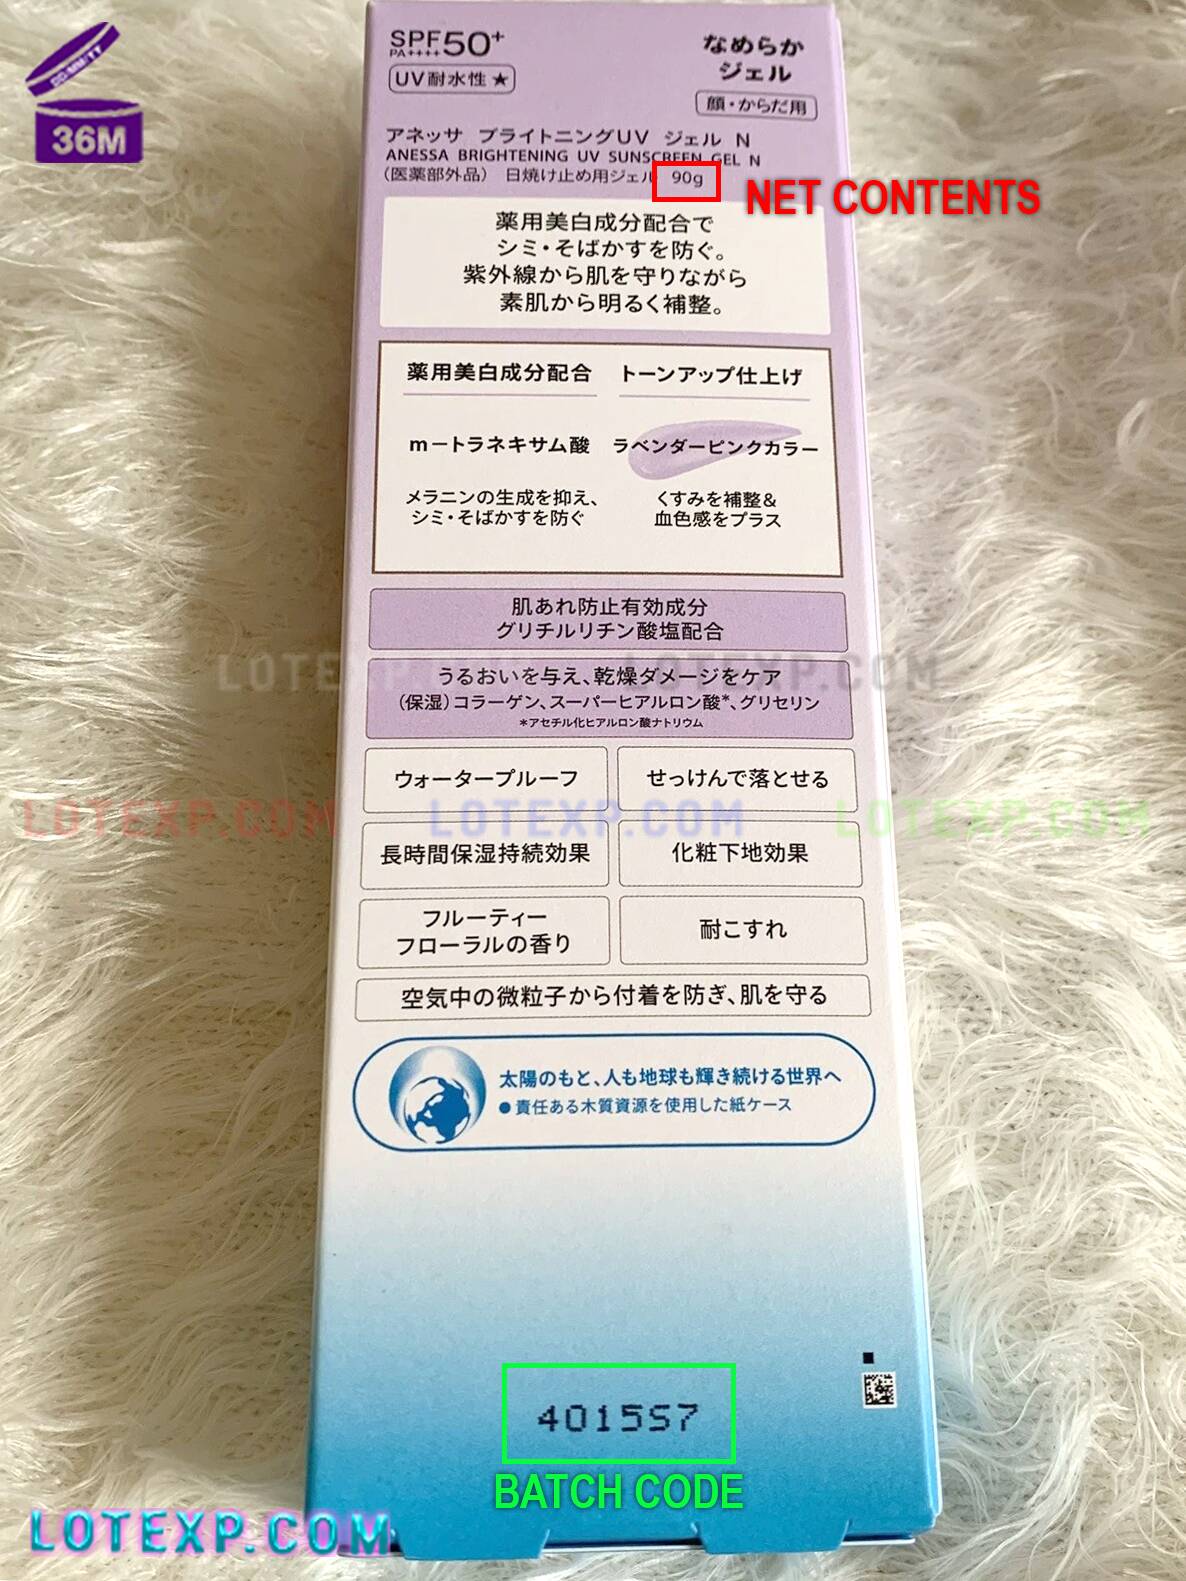 DD/MM/YY
36M
SPF50+
PA++++
UV耐水性★
なめらか
ジェル
顔・からだ用
アネッサ ブライトニングUV ジェル N
ANESSA BRIGHTENING UV SUNSCREEN GEL N
(医薬部外品) 日焼け止め用ジェル 90g
NET CONTENTS
薬用美白成分配合で
シミ・そばかすを防ぐ。
紫外線から肌を守りながら
素肌から明るく補整。
薬用美白成分配合
m−トラネキサム酸
メラニンの生成を抑え、
シミ・そばかすを防ぐ
トーンアップ仕上げ
ラベンダーピンクカラー
くすみを補整&
血色感をプラス
肌あれ防止有効成分
グリチルリチン酸塩配合
LOTEXP.COM
LOTEXP.COM
うるおいを与え、乾燥ダメージをケア
(保湿)コラーゲン、スーパーヒアルロン酸*、グリセリン
*アセチル化ヒアルロン酸ナトリウム
ウォータープルーフ
せっけんで落とせる
LOTEXP.COM
LOTEXP.COM
LOTEXP.COM
長時間保湿持続効果
化粧下地効果
フルーティー
フローラルの香り
耐こすれ
空気中の微粒子から付着を防ぎ、肌を守る
太陽のもと、人も地球も輝き続ける世界へ
●責任ある木質資源を使用した紙ケース
4015S7
BATCH CODE
LOTEXP.COM